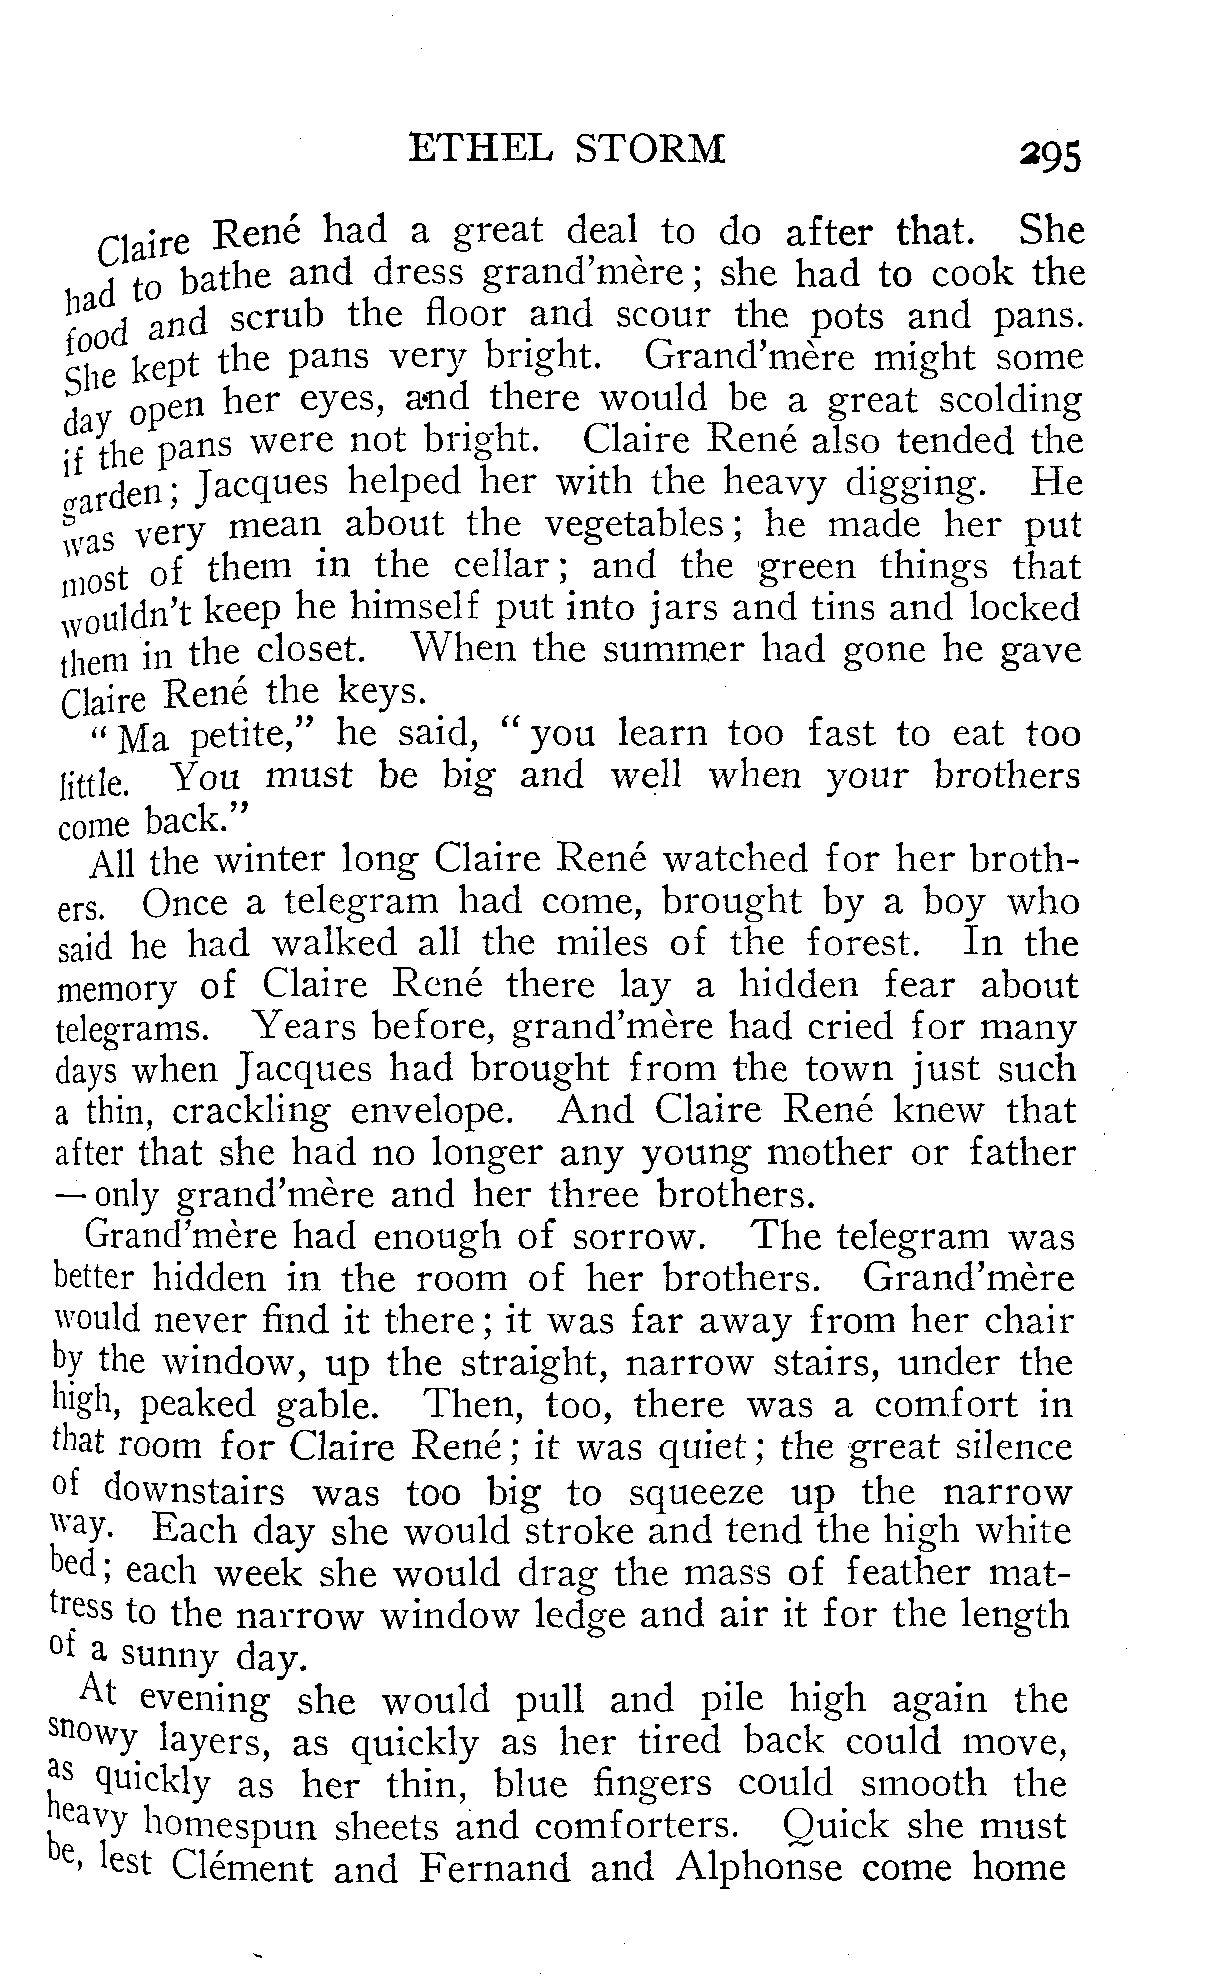 ETHEL STORM 295
Claire René had a great deal to do after that. She
had to bathe and dress grand'mère; she had to cook the
food and scrub the floor and scour the pots and pans.
She kept the pans very bright. Grand'mère might some
day open her eyes, and there would be a great scolding
if the pans were not bright. Claire René also tended the
garden; Jacques helped her with the heavy digging. He
was very mean about the vegetables; he made her put
most of them in the cellar; and the green things that
wouldn't keep he himself put into jars and tins and locked
them in the closet. When the summer had gone he gave
Claire René the keys.
"Ma petite," he said, "you learn too fast to eat too
little. You must be big and well when your brothers
come back."
All the winter long Claire René watched for her broth-
ers. Once a telegram had come, brought by a boy who
said he had walked all the miles of the forest. In the
memory of Claire René there lay a hidden fear about
telegrams. Years before, grand'mère had cried for many
days when Jacques had brought from the town just such
a thin, crackling envelope. And Claire René knew that
after that she had no longer any young mother or father
— only grand'mère and her three brothers.
Grand'mère had enough of sorrow. The telegram was
better hidden in the room of her brothers. Grand'mère
would never find it there; it was far away from her chair
by the window, up the straight, narrow stairs, under the
high, peaked gable. Then, too, there was a comfort in
that room for Claire René; it was quiet; the great silence
of downstairs was too big to squeeze up the narrow
way. Each day she would stroke and tend the high white
bed; each week she would drag the mass of feather mat-
tress to the narrow window ledge and air it for the length
of a sunny day.
At evening she would pull and pile high again the
snowy layers, as quickly as her tired back could move,
as quickly as her thin, blue fingers could smooth the
heavy homespun sheets and comforters. Quick she must
be, lest Clément and Fernand and Alphonse come home